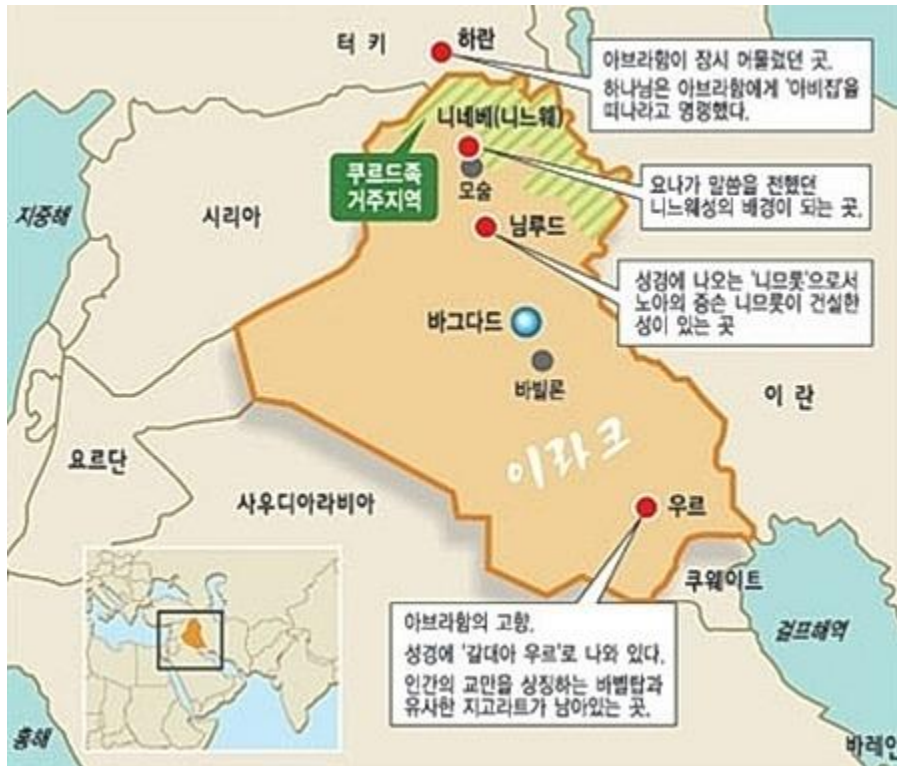 터 키
하란
아브라함이 잠시 머물렀던 곳.
하나님은 아브라함에게 '아비집'을
떠나라고 명령했다.
니네베(니느웨)
쿠르드족
거주지역
모술
요나가 말씀을 전했던
니느웨성의 배경이 되는 곳.
지중해
시리아
님루드
성경에 나오는 '니므롯'으로서
노아의 증손 니므롯이 건설한
성이 있는 곳
바그다드
바빌론
이 란
이라크
요르단
사우디아라비아
우르
쿠웨이트
걸프해역
아브라함의 고향.
성경에 '갈대아 우르'로 나와 있다.
인간의 교만을 상징하는 바벨탑과
유사한 지고라트가 남아있는 곳.
홍해
바레인